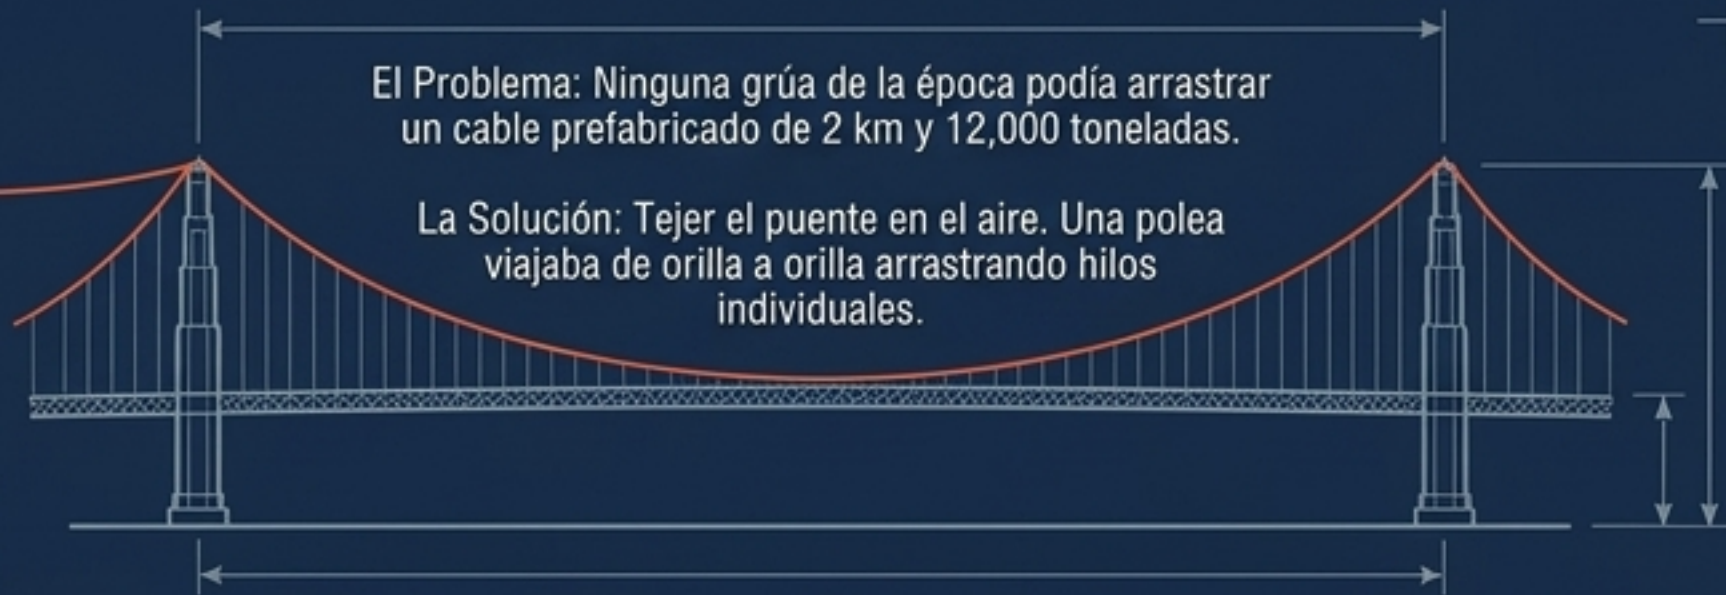 El Problema: Ninguna grúa de la época podía arrastrar
un cable prefabricado de 2 km y 12,000 toneladas.
La Solución: Tejer el puente en el aire. Una polea
viajaba de orilla a orilla arrastrando hilos
individuales.